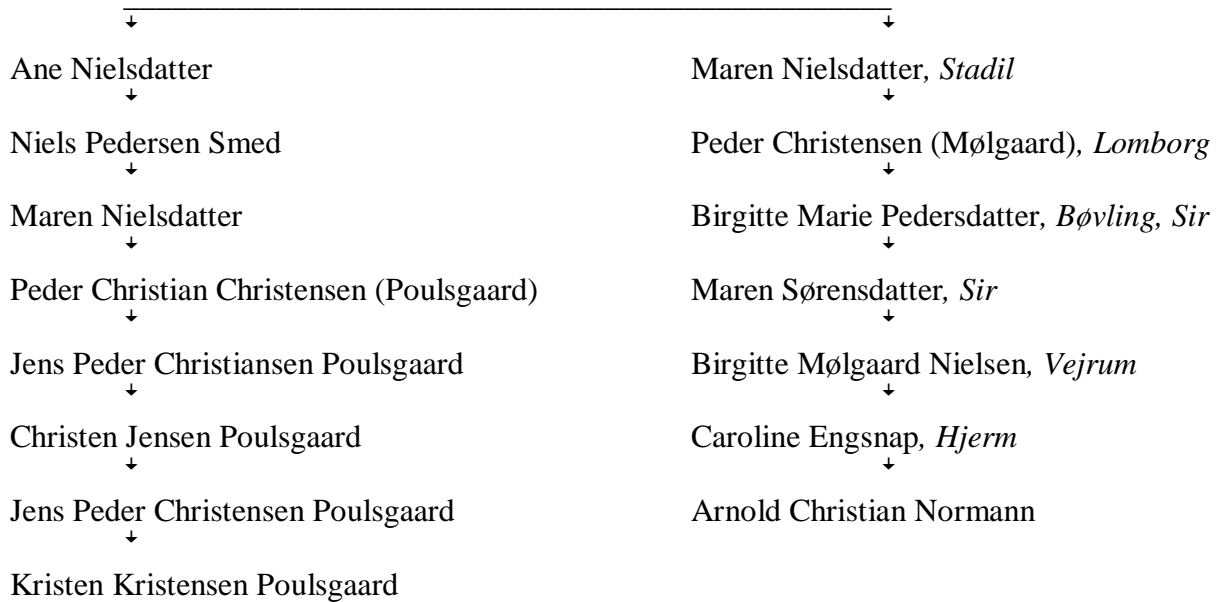 Ane Nielsdatter Maren Nielsdatter, Stadil
Niels Pedersen Smed Peder Christensen (Mølgaard), Lomborg
Maren Nielsdatter Birgitte Marie Pedersdatter, Bøvling, Sir
Peder Christian Christensen (Poulsgaard) Maren Sørensdatter, Sir
Jens Peder Christiansen Poulsgaard Birgitte Mølgaard Nielsen, Vejrum
Christen Jensen Poulsgaard Caroline Engsnap, Hjerm
Jens Peder Christensen Poulsgaard Arnold Christian Normann
Kristen Kristensen Poulsgaard